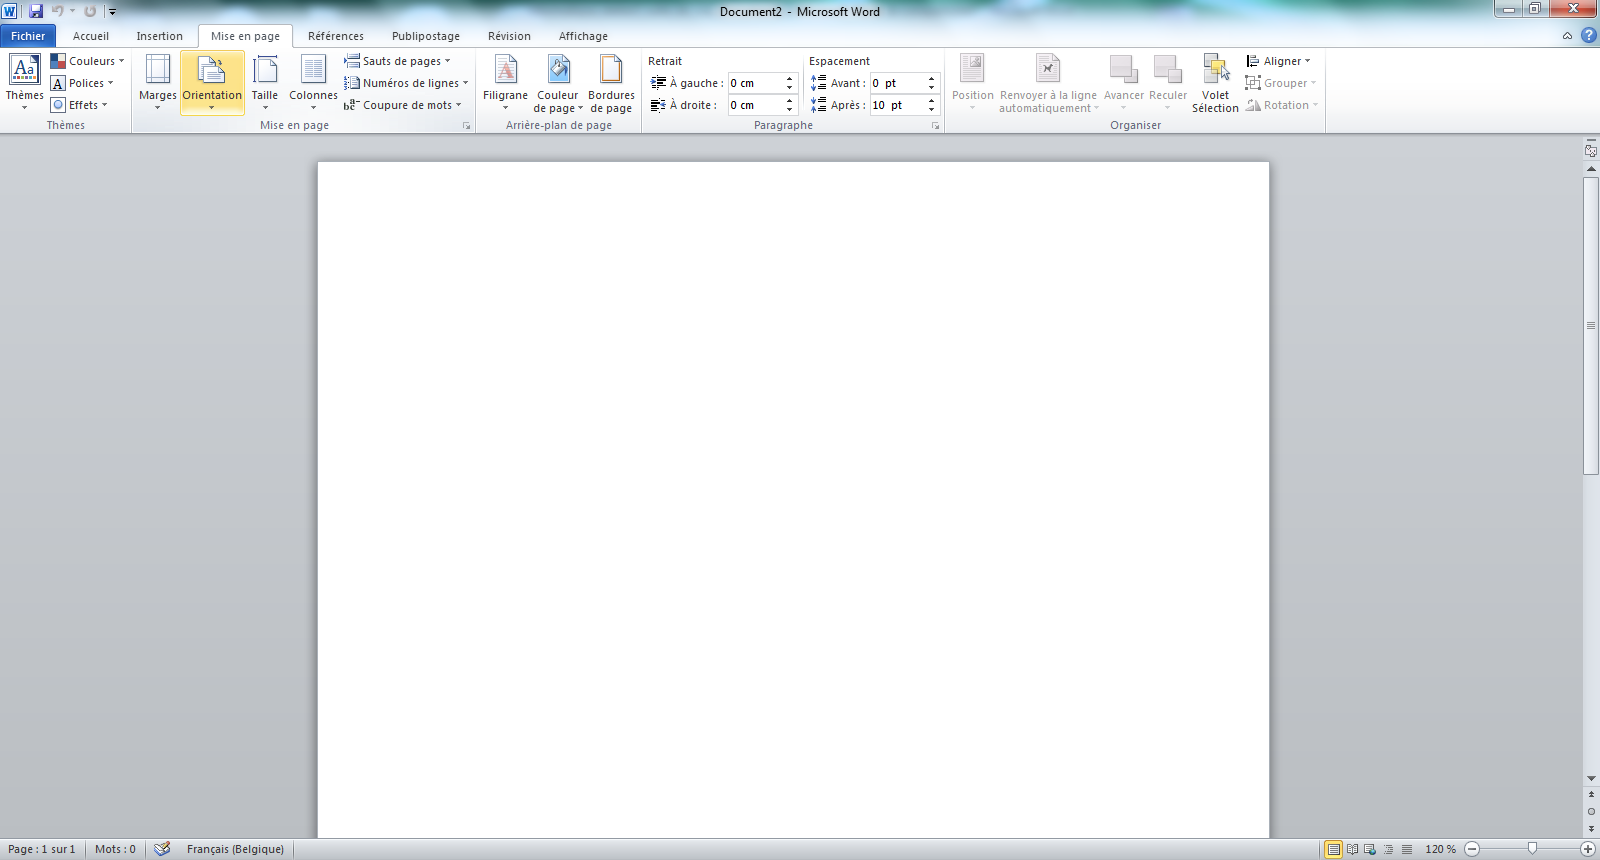 Document2 - Microsoft Word
Fichier Accueil Insertion Mise en page Références Publipostage Révision Affichage
Aa Couleurs Sauts de pages Retrait Espacement Aligner
A Polices Numéros de lignes À gauche : 0 cm Avant : 0 pt Grouper
Thèmes Effets Marges Orientation Taille Colonnes Coupure de mots Filigrane Couleur de page Bordures de page À droite : 0 cm Après : 10 pt Position Renvoyer à la ligne automatiquement Avancer Reculer Volet Sélection Rotation
Thèmes Mise en page Arrière-plan de page Paragraphe Organiser
Page : 1 sur 1 Mots : 0 Français (Belgique) 120 %